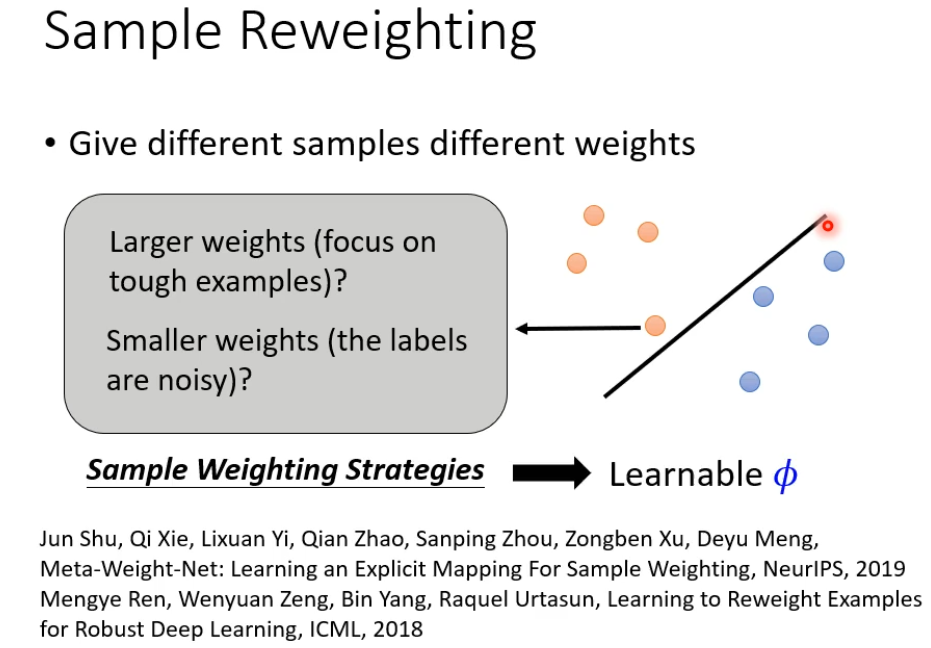 Sample Reweighting
• Give different samples different weights
Larger weights (focus on
tough examples)?
Smaller weights (the labels
are noisy)?
Sample Weighting Strategies
Learnable ϕ
Jun Shu, Qi Xie, Lixuan Yi, Qian Zhao, Sanping Zhou, Zongben Xu, Deyu Meng,
Meta-Weight-Net: Learning an Explicit Mapping For Sample Weighting, NeurIPS, 2019
Mengye Ren, Wenyuan Zeng, Bin Yang, Raquel Urtasun, Learning to Reweight Examples
for Robust Deep Learning, ICML, 2018